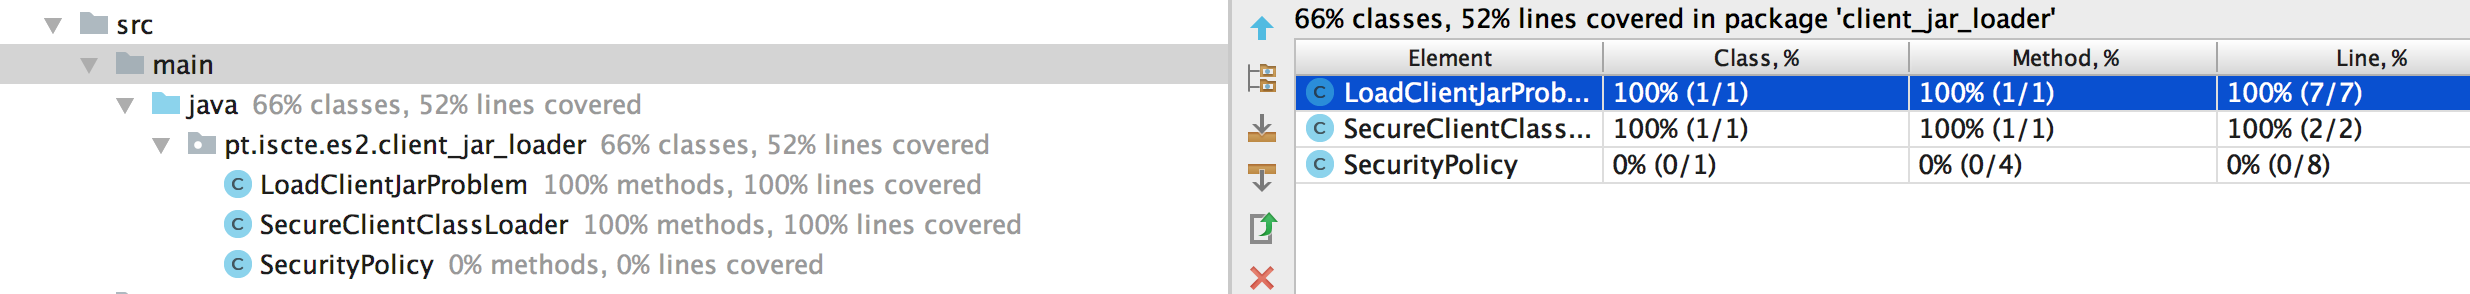 src
main
java 66% classes, 52% lines covered
pt.iscte.es2.client_jar_loader 66% classes, 52% lines covered
C LoadClientJarProblem 100% methods, 100% lines covered
C SecureClientClassLoader 100% methods, 100% lines covered
C SecurityPolicy 0% methods, 0% lines covered
66% classes, 52% lines covered in package 'client_jar_loader'
Element Class, % Method, % Line, %
C LoadClientJarProb... 100% (1/1) 100% (1/1) 100% (7/7)
C SecureClientClass... 100% (1/1) 100% (1/1) 100% (2/2)
C SecurityPolicy 0% (0/1) 0% (0/4) 0% (0/8)